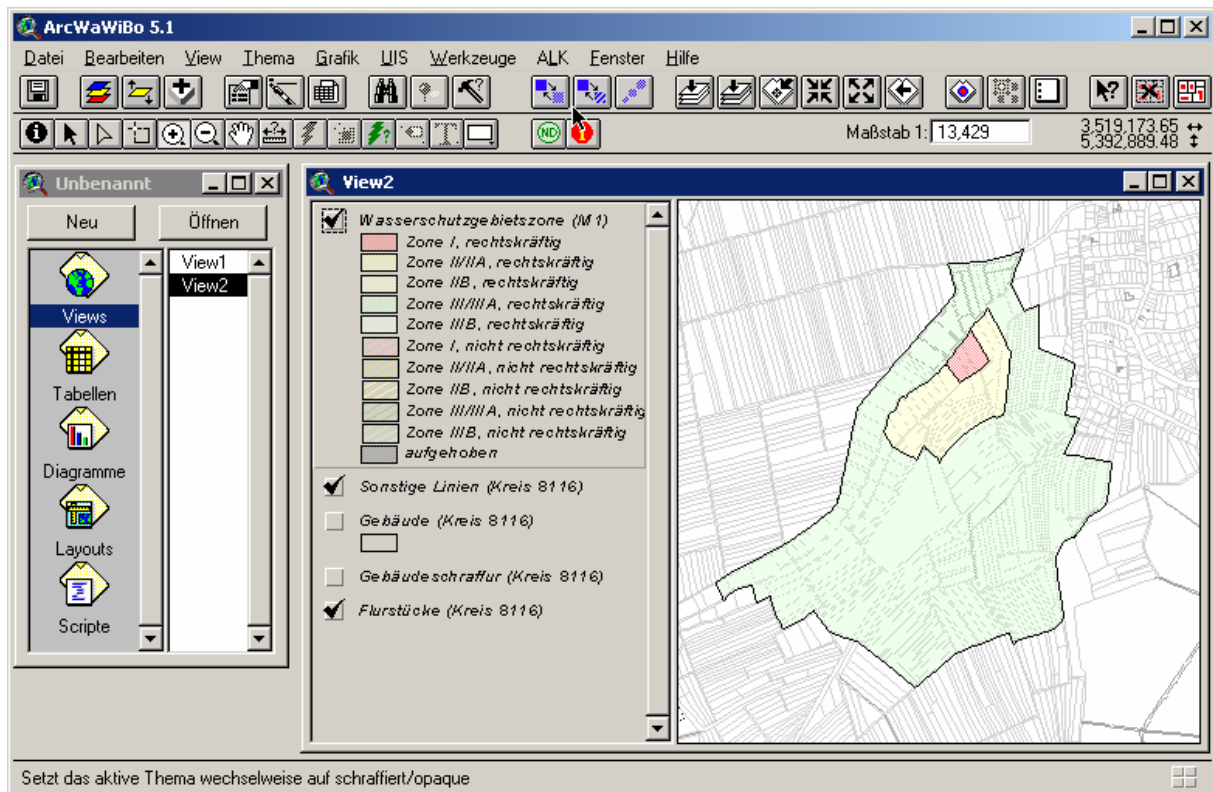 ArcWaWiBo 5.1
Datei Bearbeiten View Thema Grafik UIS Werkzeuge ALK Fenster Hilfe
ND
Maßstab 1: 13,429
3,519,173.65
5,392,889.48
Unbenannt
Neu Öffnen
Views
Tabellen
Diagramme
Layouts
Scripte
View1
View2
View2
Wasserschutzgebietszone (M 1)
Zone I, rechtskräftig
Zone II/IIA, rechtskräftig
Zone IIB, rechtskräftig
Zone III/IIIA, rechtskräftig
Zone IIIB, rechtskräftig
Zone I, nicht rechtskräftig
Zone II/IIA, nicht rechtskräftig
Zone IIB, nicht rechtskräftig
Zone III/IIIA, nicht rechtskräftig
Zone IIIB, nicht rechtskräftig
aufgehoben
Sonstige Linien (Kreis 8116)
Gebäude (Kreis 8116)
Gebäudeschraffur (Kreis 8116)
Flurstücke (Kreis 8116)
Setzt das aktive Thema wechselweise auf schraffiert/opaque